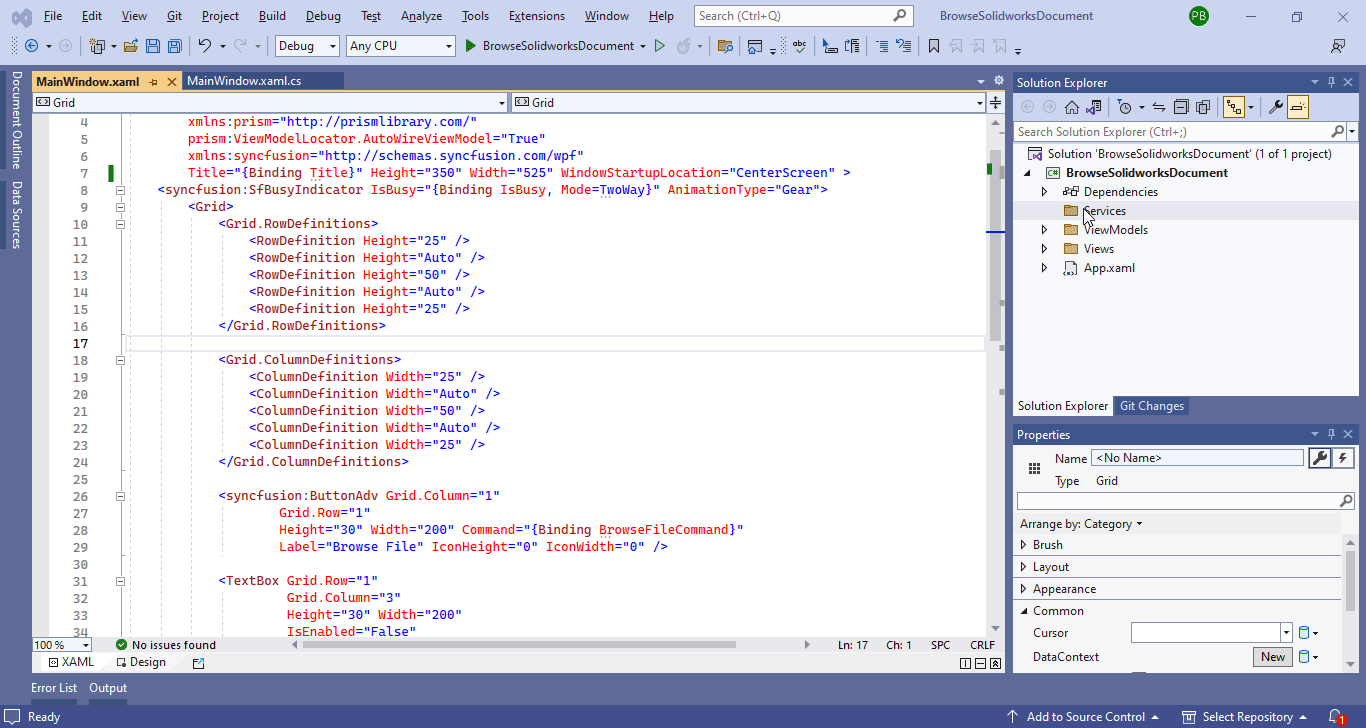 File Edit View Git Project Build Debug Test Analyze Tools Extensions Window Help Search (Ctrl+Q) BrowseSolidworksDocument PB
Debug Any CPU BrowseSolidworksDocument abc
Document Outline
Data Sources
MainWindow.xaml MainWindow.xaml.cs
Grid Grid
4 xmlns:prism="http://prismlibrary.com/"
5 prism:ViewModelLocator.AutoWireViewModel="True"
6 xmlns:syncfusion="http://schemas.syncfusion.com/wpf"
7 Title="{Binding Title}" Height="350" Width="525" WindowStartupLocation="CenterScreen" >
8 <syncfusion:SfBusyIndicator IsBusy="{Binding IsBusy, Mode=TwoWay}" AnimationType="Gear">
9 <Grid>
10 <Grid.RowDefinitions>
11 <RowDefinition Height="25" />
12 <RowDefinition Height="Auto" />
13 <RowDefinition Height="50" />
14 <RowDefinition Height="Auto" />
15 <RowDefinition Height="25" />
16 </Grid.RowDefinitions>
17
18 <Grid.ColumnDefinitions>
19 <ColumnDefinition Width="25" />
20 <ColumnDefinition Width="Auto" />
21 <ColumnDefinition Width="50" />
22 <ColumnDefinition Width="Auto" />
23 <ColumnDefinition Width="25" />
24 </Grid.ColumnDefinitions>
25
26 <syncfusion:ButtonAdv Grid.Column="1"
27 Grid.Row="1"
28 Height="30" Width="200" Command="{Binding BrowseFileCommand}"
29 Label="Browse File" IconHeight="0" IconWidth="0" />
30
31 <TextBox Grid.Row="1"
32 Grid.Column="3"
33 Height="30" Width="200"
34 IsEnabled="False"
100 % No issues found Ln: 17 Ch: 1 SPC CRLF
XAML Design
Solution Explorer
Search Solution Explorer (Ctrl+;)
Solution 'BrowseSolidworksDocument' (1 of 1 project)
BrowseSolidworksDocument
Dependencies
Services
ViewModels
Views
App.xaml
Solution Explorer Git Changes
Properties
Name <No Name>
Type Grid
Arrange by: Category
Brush
Layout
Appearance
Common
Cursor
DataContext New
Error List Output
Ready Add to Source Control Select Repository 1